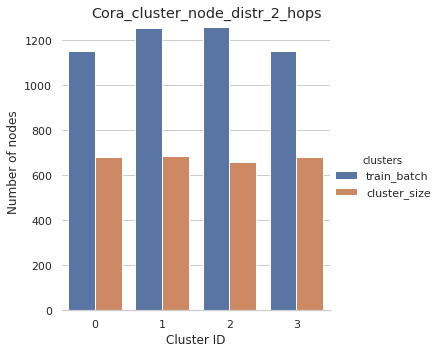 Cora_cluster_node_distr_2_hops
1200
1000
800
600
400
200
0
Number of nodes
0 1 2 3
Cluster ID
clusters
train_batch
cluster_size